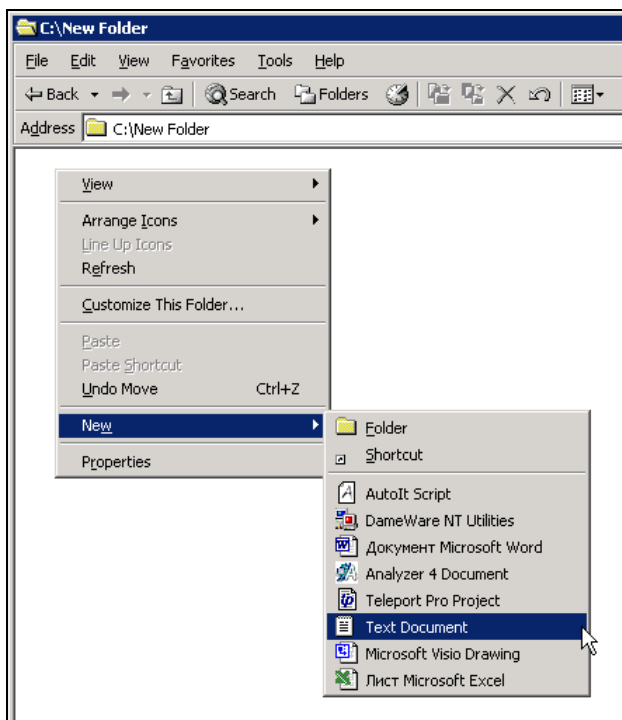 C:\New Folder
File Edit View Favorites Tools Help
Back Search Folders
Address C:\New Folder
View
Arrange Icons
Line Up Icons
Refresh
Customize This Folder...
Paste
Paste Shortcut
Undo Move Ctrl+Z
New
Properties
Folder
Shortcut
AutoIt Script
DameWare NT Utilities
Документ Microsoft Word
Analyzer 4 Document
Teleport Pro Project
Text Document
Microsoft Visio Drawing
Лист Microsoft Excel